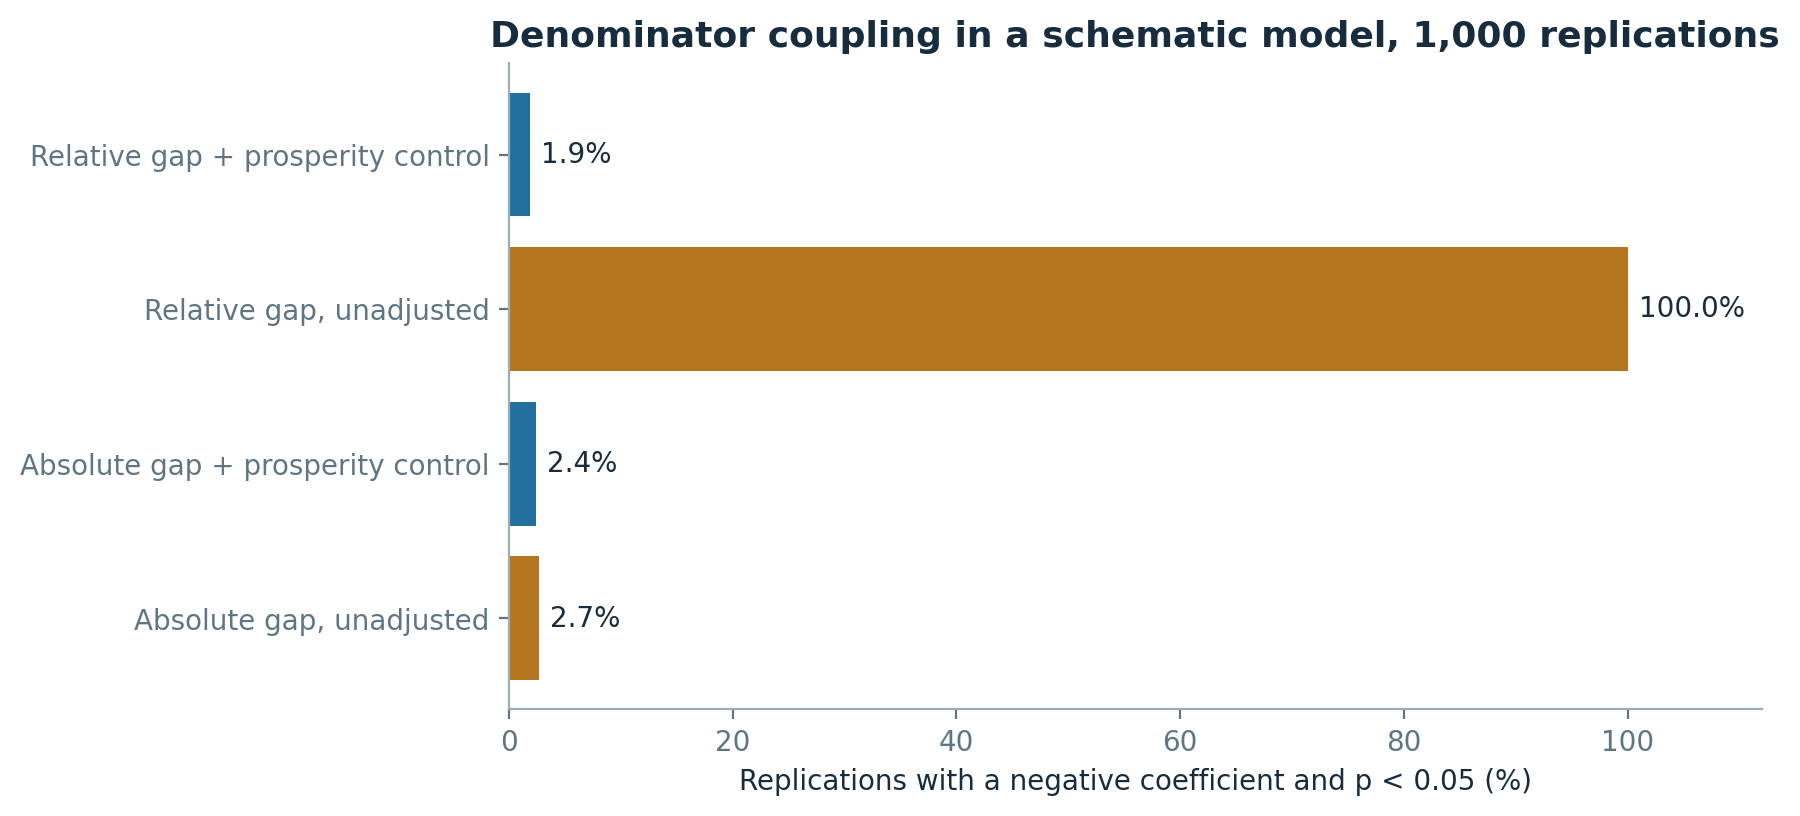 Denominator coupling in a schematic model, 1,000 replications
Relative gap + prosperity control
1.9%
Relative gap, unadjusted
100.0%
Absolute gap + prosperity control
2.4%
Absolute gap, unadjusted
2.7%
0 20 40 60 80 100
Replications with a negative coefficient and p < 0.05 (%)